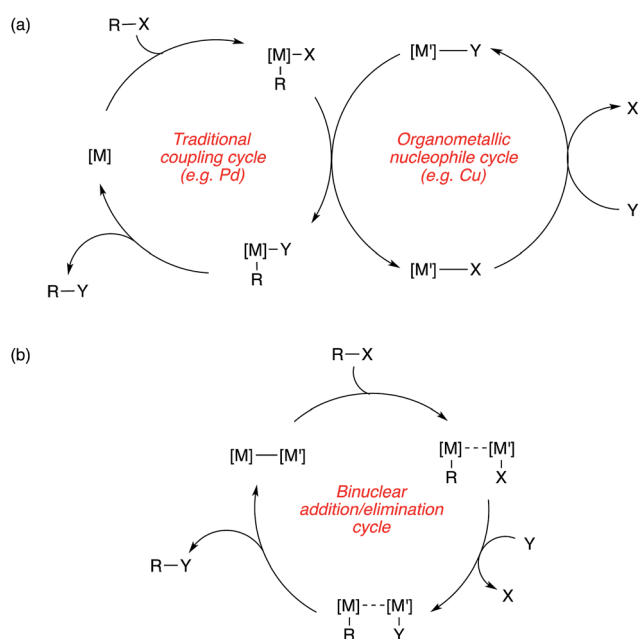 (a)
R—X
[M]–X
R
[M']—Y
X
[M]
Traditional
coupling cycle
(e.g. Pd)
Organometallic
nucleophile cycle
(e.g. Cu)
Y
[M]–Y
R
[M']—X
R—Y
(b)
R—X
[M]—[M']
[M]---[M']
R X
Binuclear
addition/elimination
cycle
Y
R—Y
X
[M]---[M']
R Y